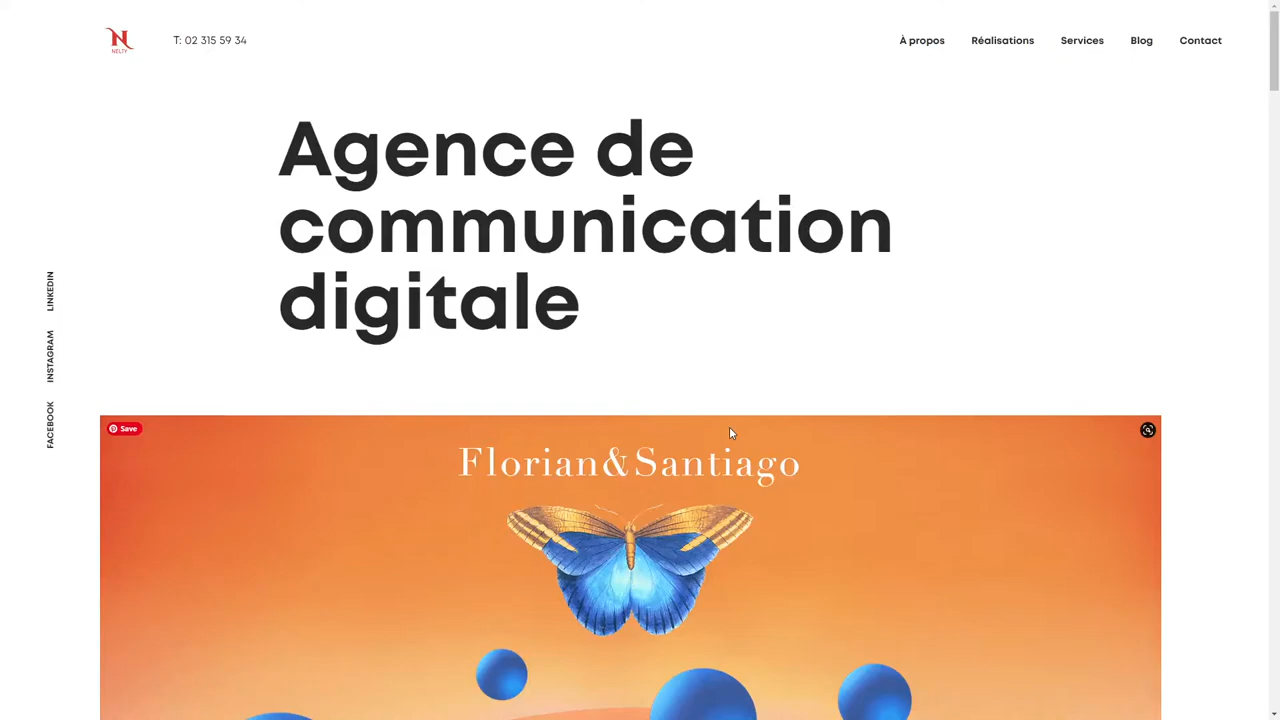 NELTY
T: 02 315 59 34
À propos
Réalisations
Services
Blog
Contact
Agence de
communication
digitale
LINKEDIN
INSTAGRAM
FACEBOOK
Save
Florian&Santiago